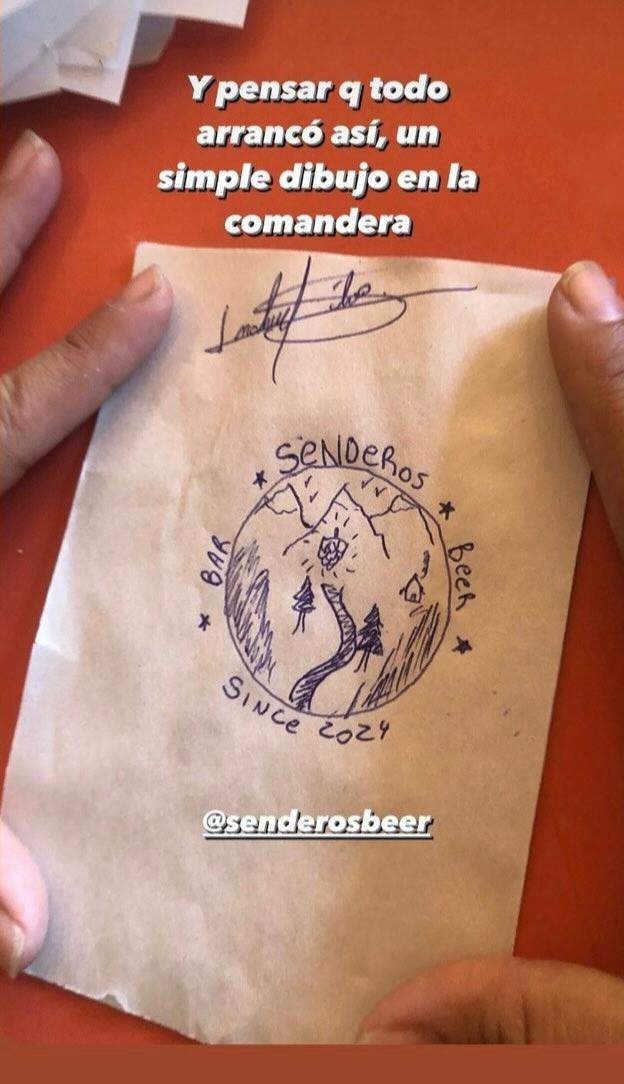 Y pensar q todo
arrancó así, un
simple dibujo en la
comandera
SeNDeRos
BAR
Beer
SINCe 2024
@senderosbeer